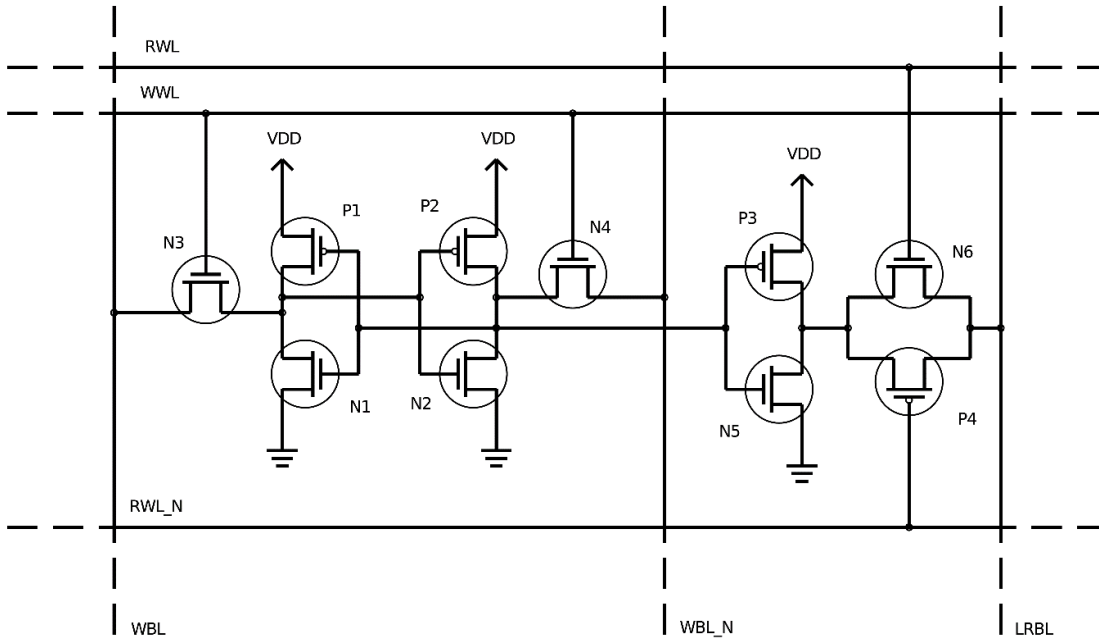 RWL
WWL
VDD
VDD
VDD
P1
P2
P3
N3
N4
N6
N1
N2
N5
P4
RWL_N
WBL
WBL_N
LRBL